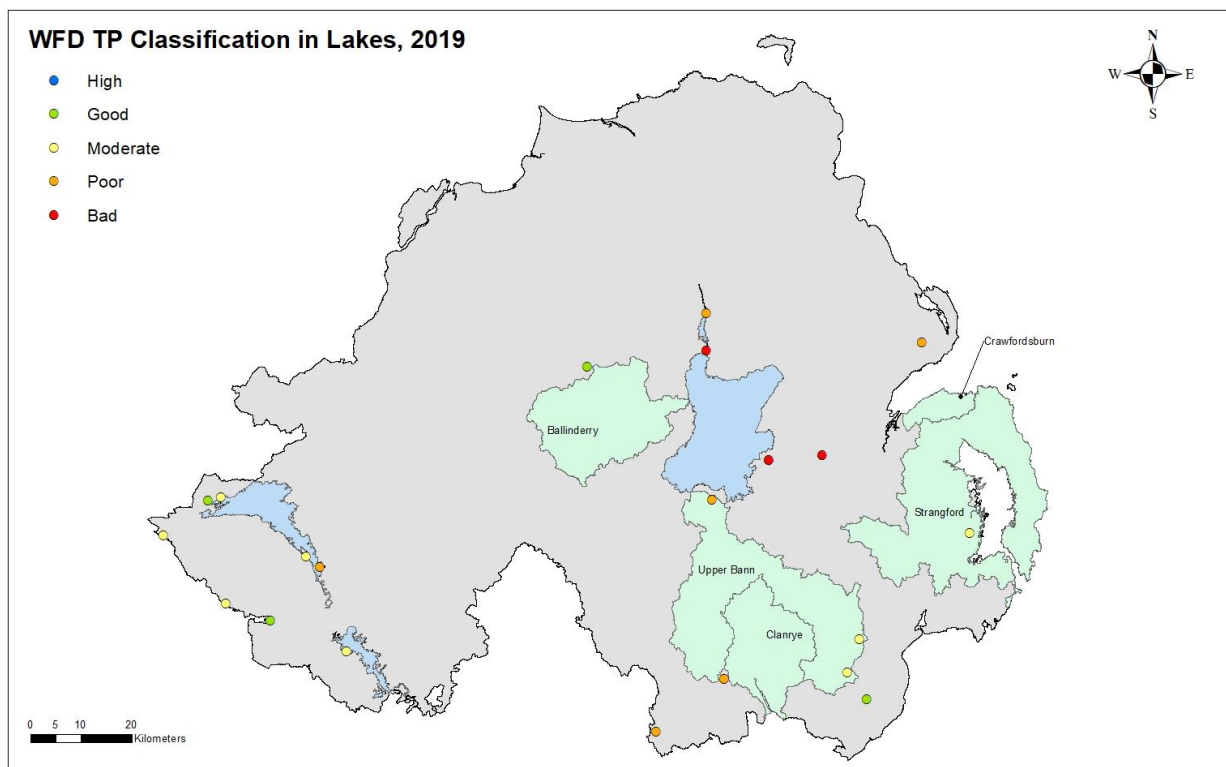 WFD TP Classification in Lakes, 2019
High
Good
Moderate
Poor
Bad
N
W E
S
Crawfordsburn
Ballinderry
Strangford
Upper Bann
Clanrye
0 5 10 20
Kilometers